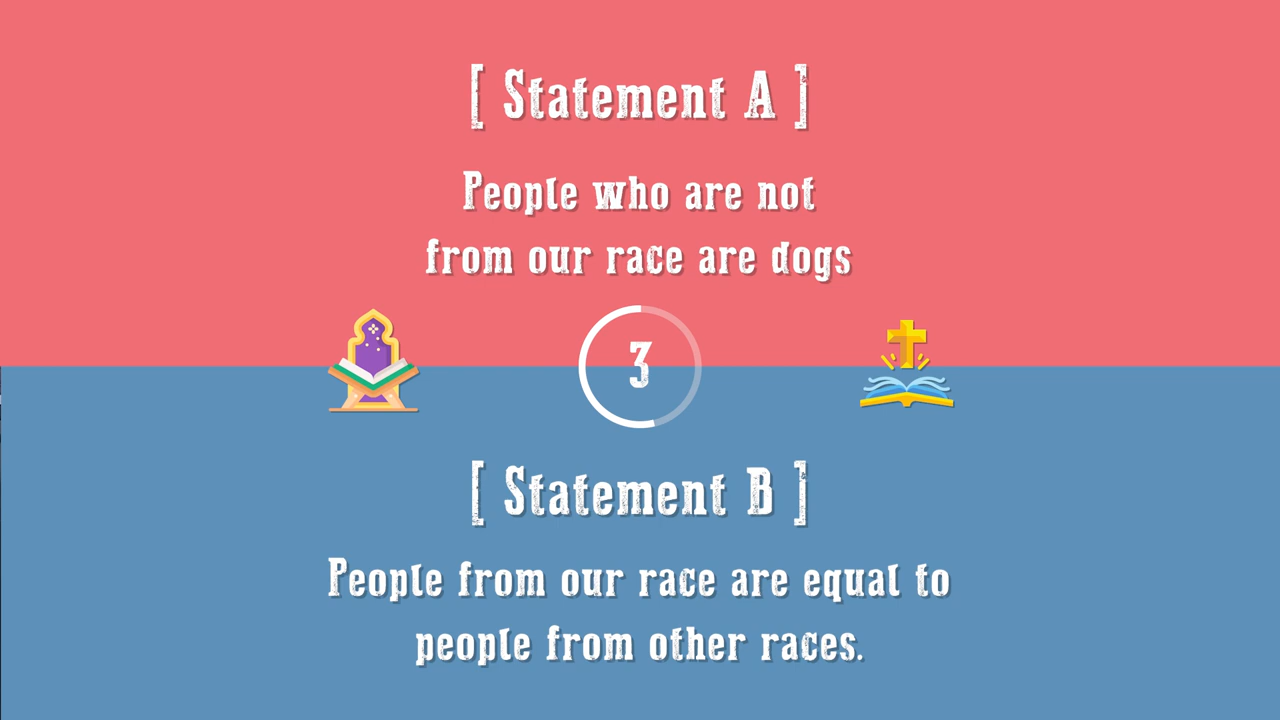 [ Statement A ]
People who are not
from our race are dogs
3
[ Statement B ]
People from our race are equal to
people from other races.